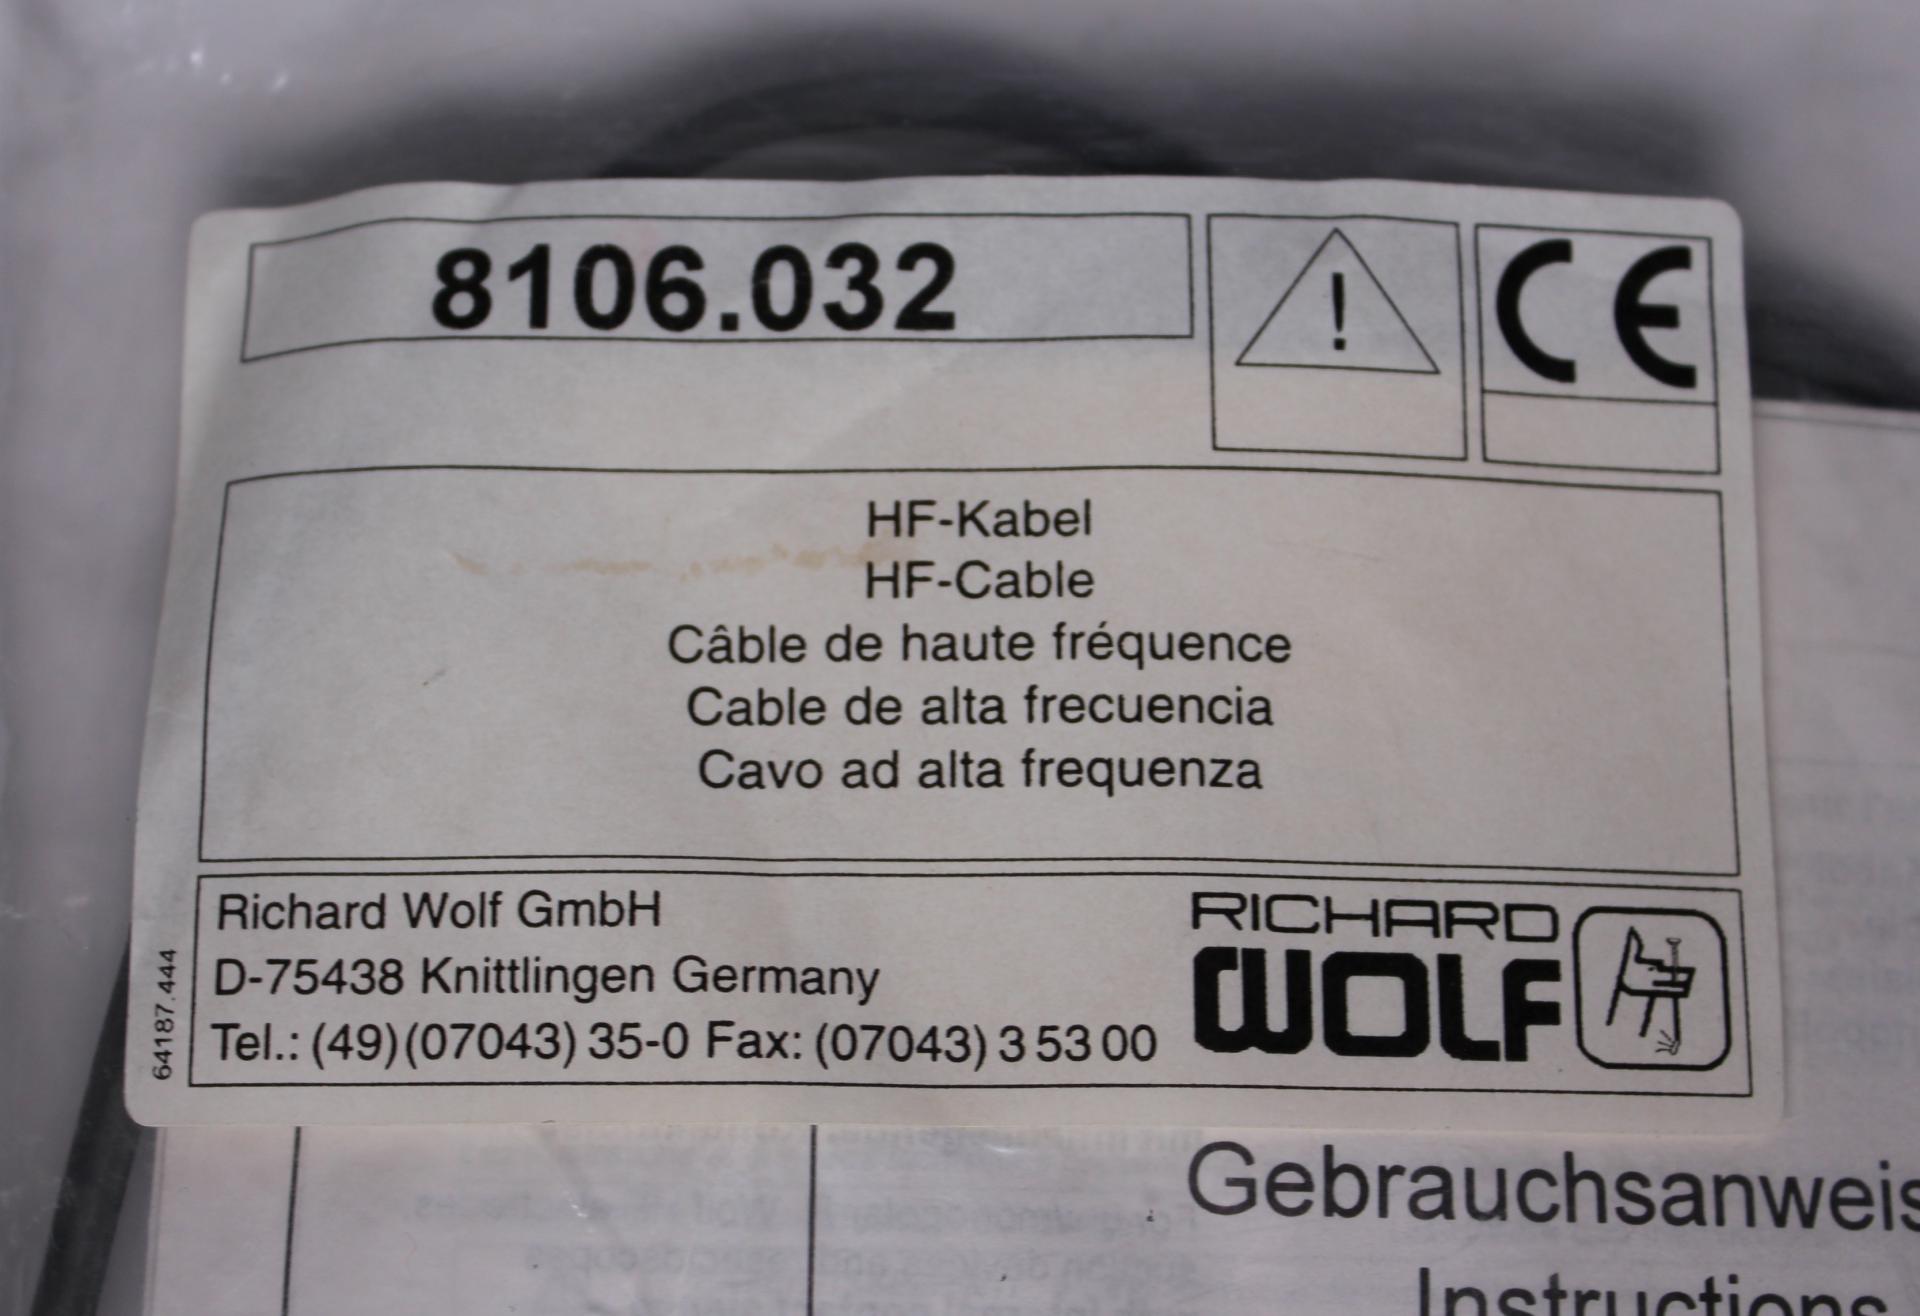 8106.032
!
CE
HF-Kabel
HF-Cable
Câble de haute fréquence
Cable de alta frecuencia
Cavo ad alta frequenza
Richard Wolf GmbH
D-75438 Knittlingen Germany
Tel.: (49)(07043) 35-0 Fax: (07043) 3 53 00
64187.444
RICHARD
WOLF
Gebrauchsanweis
Instructions